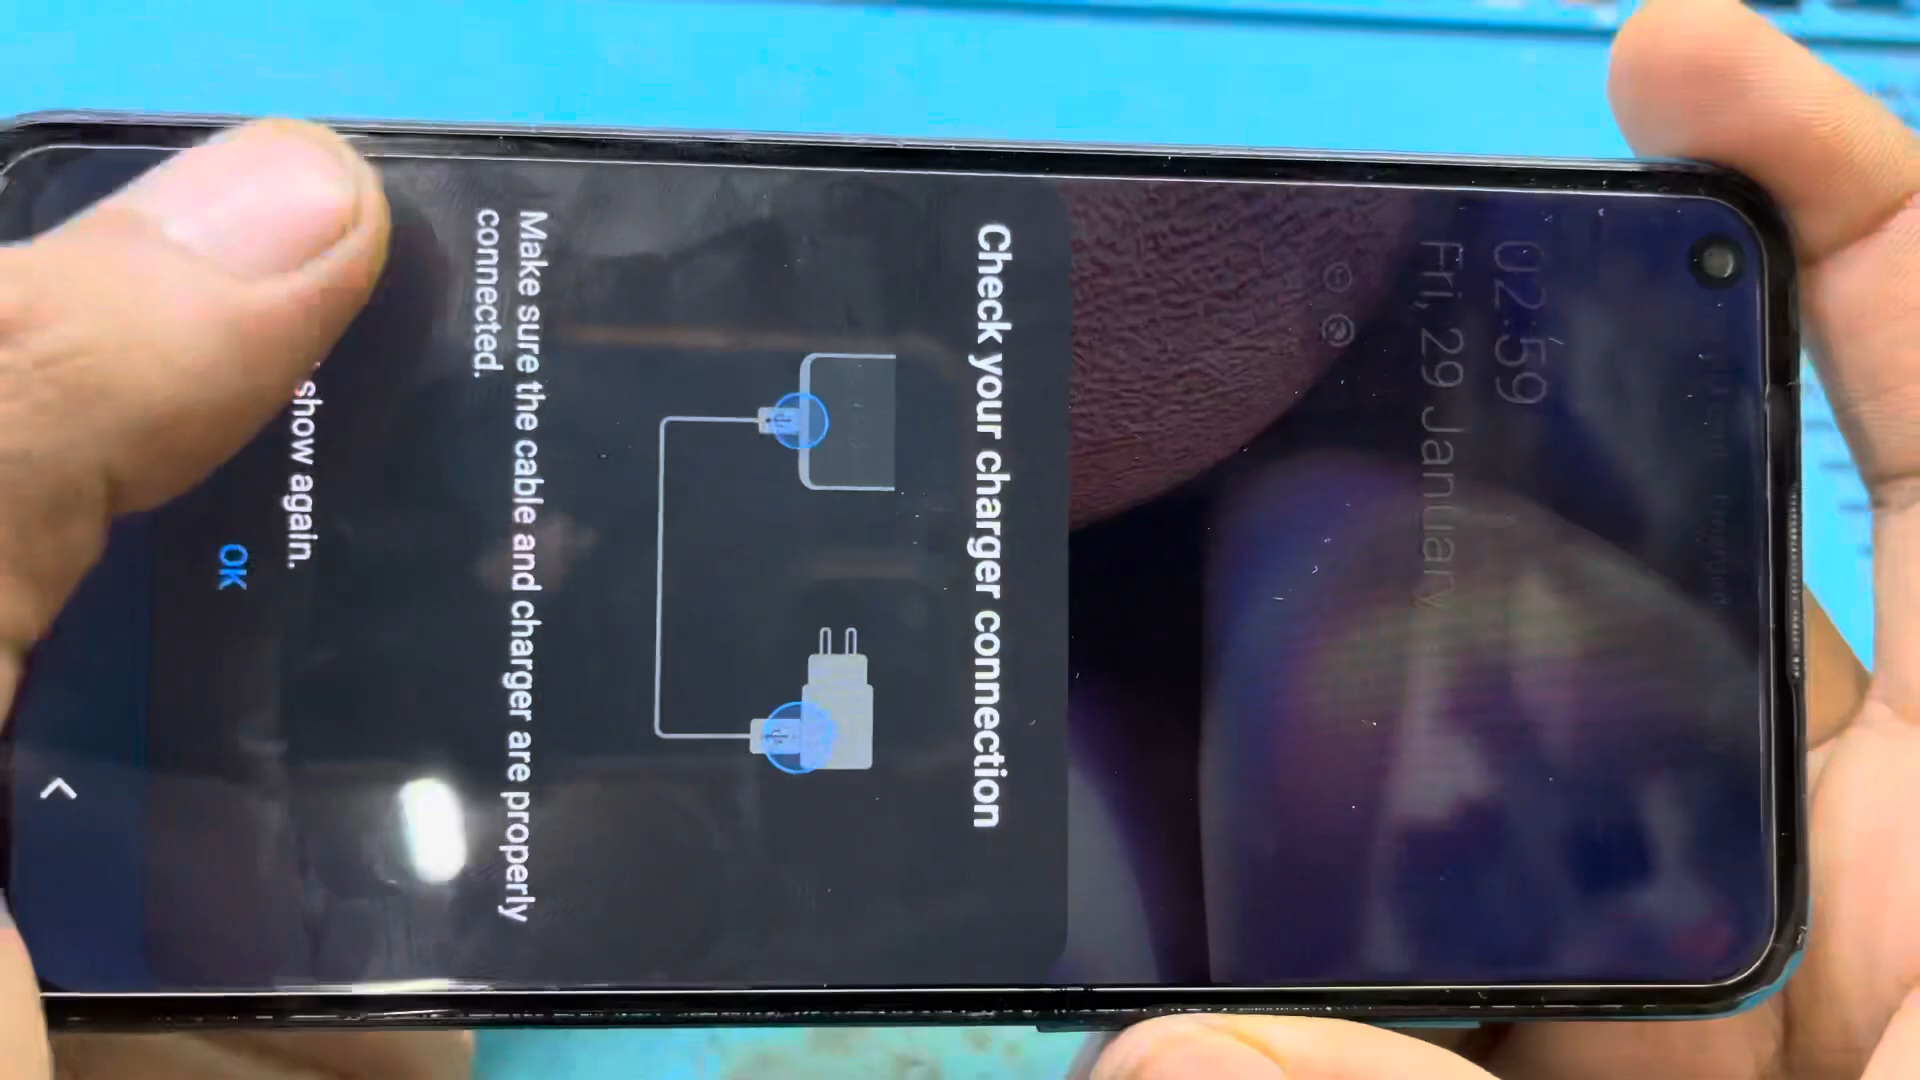 02:59
Fri, 29 January
Check your charger connection
Make sure the cable and charger are properly
connected.
show again.
OK